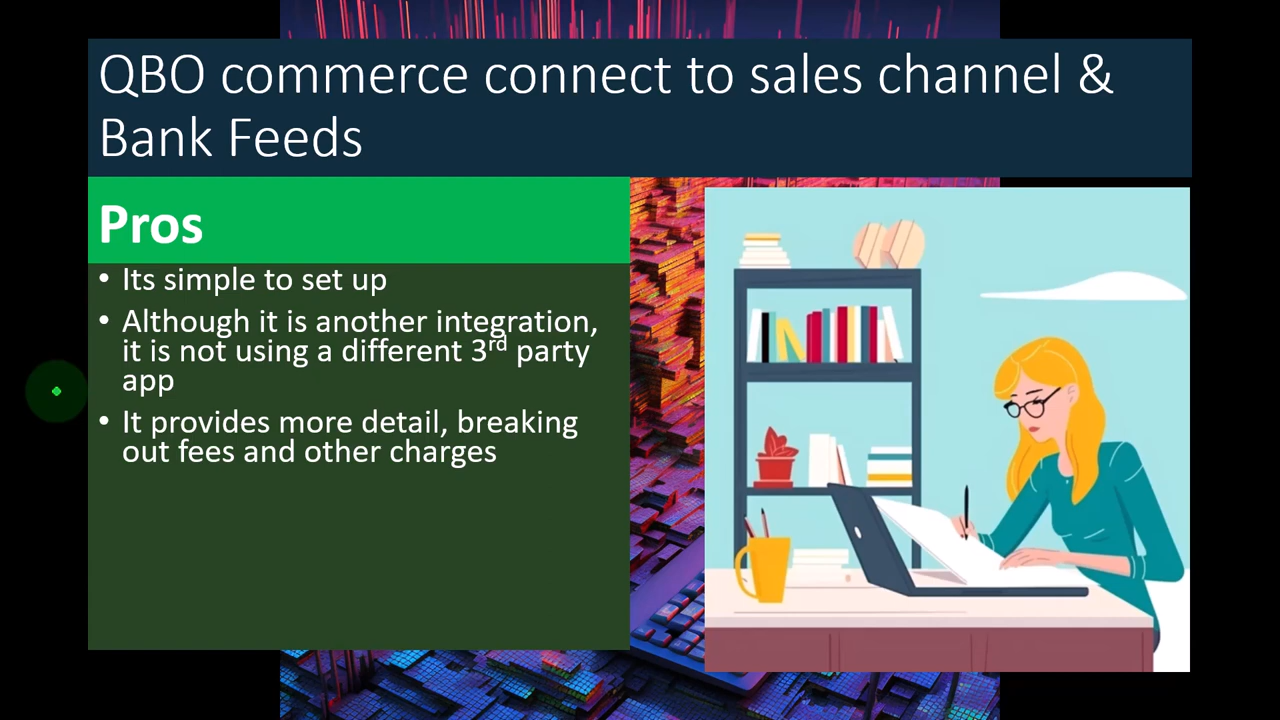 QBO commerce connect to sales channel &
Bank Feeds
Pros
• Its simple to set up
• Although it is another integration,
it is not using a different 3rd party
app
• It provides more detail, breaking
out fees and other charges